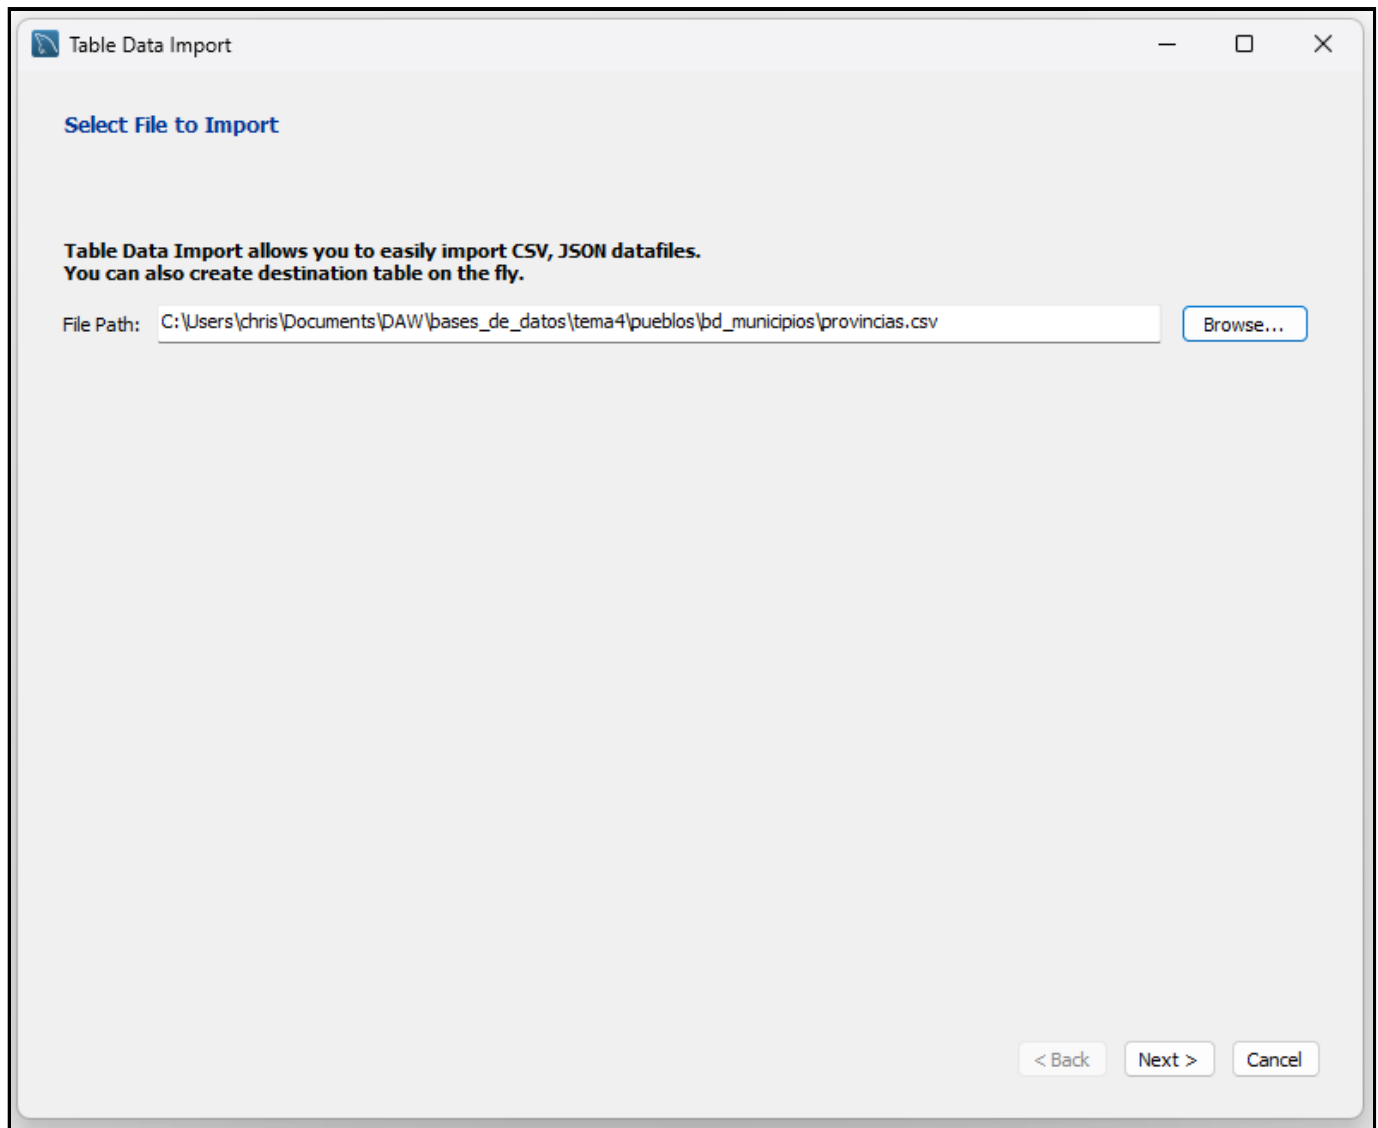 Table Data Import
Select File to Import
Table Data Import allows you to easily import CSV, JSON datafiles.
You can also create destination table on the fly.
File Path: C:\Users\chris\Documents\DAW\bases_de_datos\tema4\pueblos\bd_municipios\provincias.csv Browse...
< Back Next > Cancel